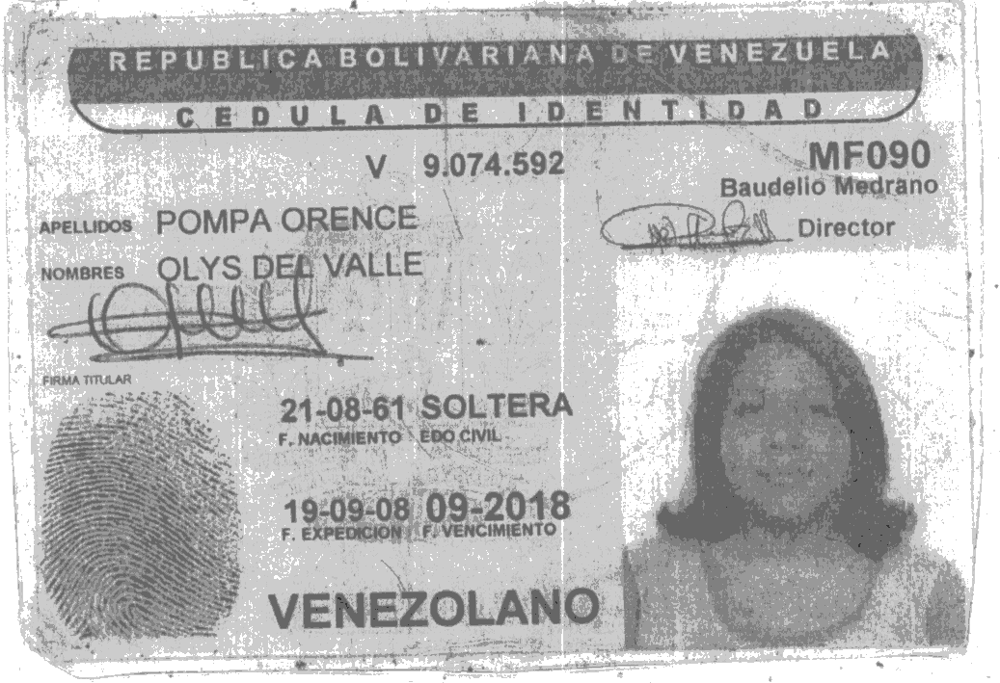 REPUBLICA BOLIVARIANA DE VENEZUELA
CEDULA DE IDENTIDAD
V 9.074.592
MF090
Baudelio Medrano
Director
APELLIDOS POMPA ORENCE
NOMBRES OLYS DEL VALLE
FIRMA TITULAR
21-08-61 SOLTERA
F. NACIMIENTO EDO CIVIL
19-09-08 09-2018
F. EXPEDICION F. VENCIMIENTO
VENEZOLANO